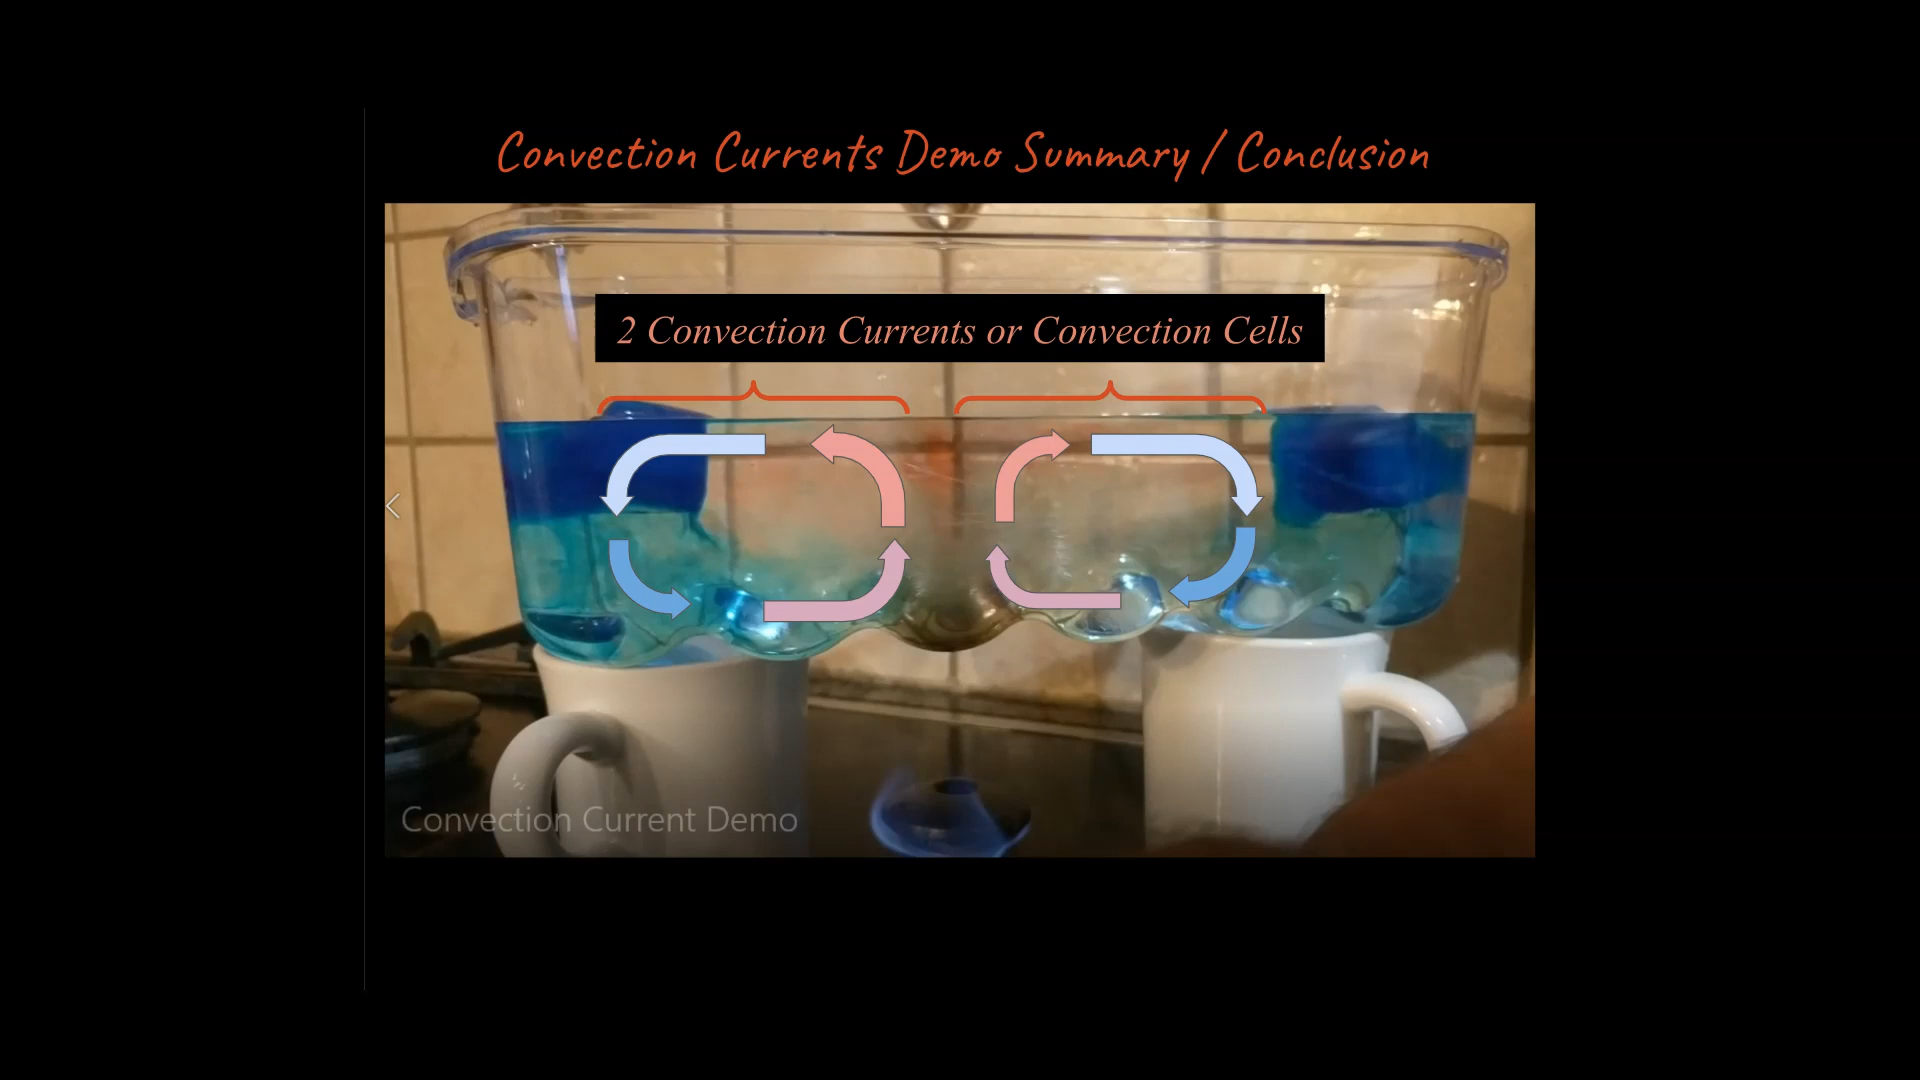 Convection Currents Demo Summary / Conclusion
2 Convection Currents or Convection Cells
Convection Current Demo